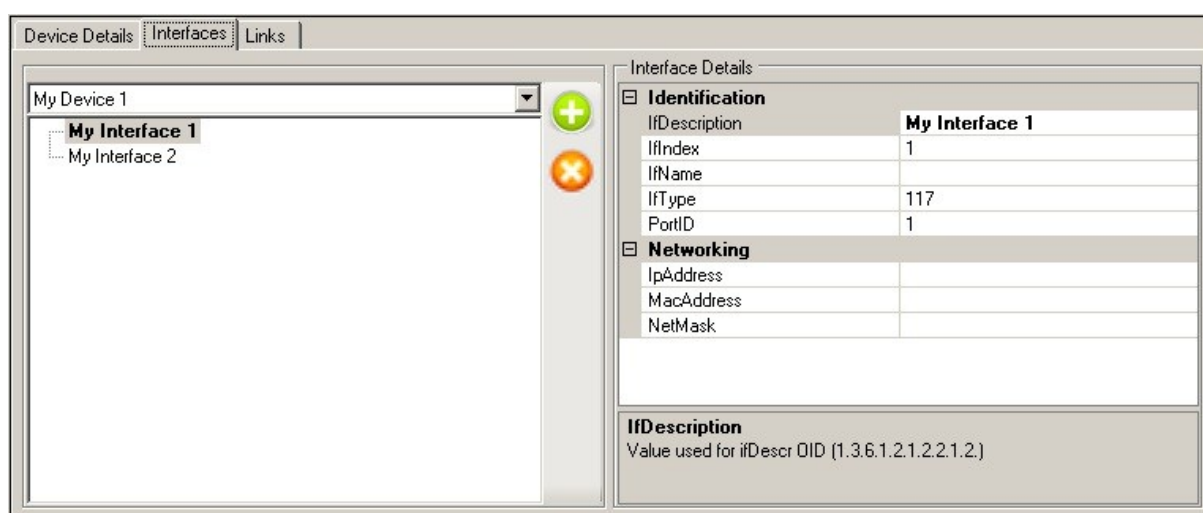 Device Details Interfaces Links
My Device 1
My Interface 1
My Interface 2
Interface Details
Identification
IfDescription My Interface 1
IfIndex 1
IfName
IfType 117
PortID 1
Networking
IpAddress
MacAddress
NetMask
IfDescription
Value used for ifDescr OID (1.3.6.1.2.1.2.2.1.2.)